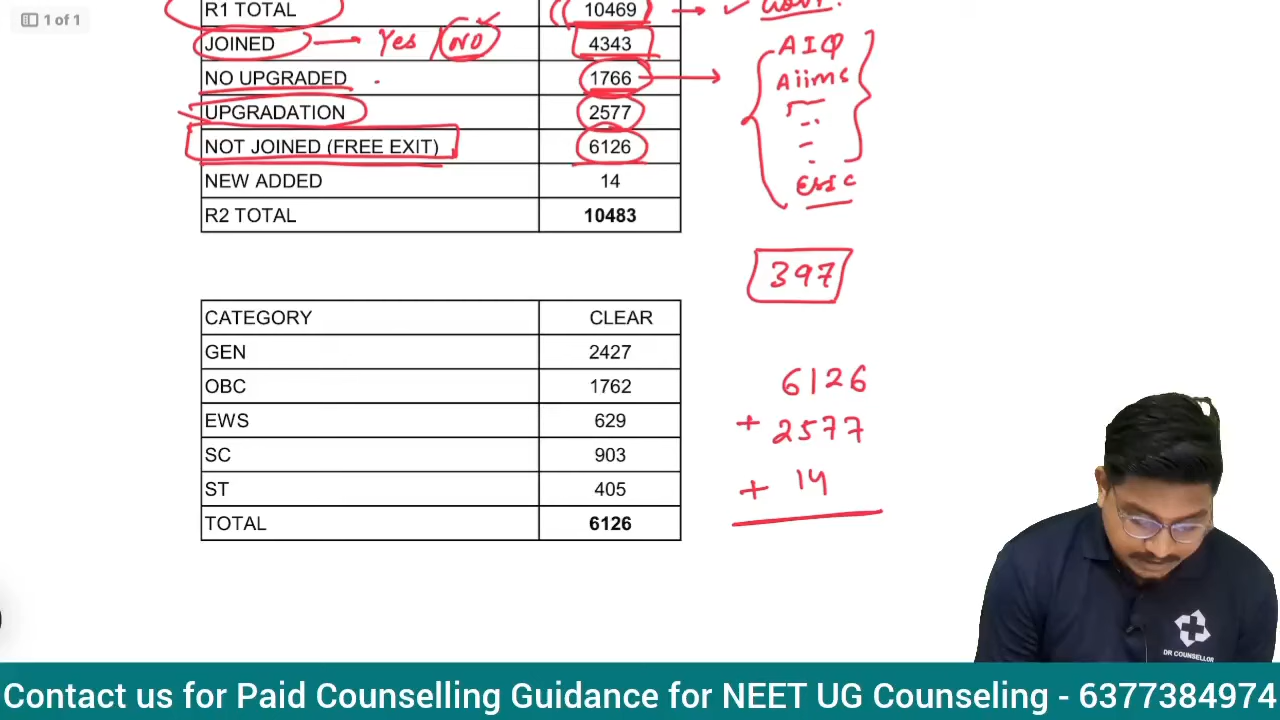 1 of 1
R1 TOTAL 10469
JOINED Yes / NO 4343 AIQ
NO UPGRADED 1766 Aiims
UPGRADATION 2577
NOT JOINED (FREE EXIT) 6126
NEW ADDED 14 ESIC
R2 TOTAL 10483
397
CATEGORY CLEAR
GEN 2427
OBC 1762
EWS 629
SC 903
ST 405
TOTAL 6126
6126
+ 2577
+ 14
DR COUNSELLOR
Contact us for Paid Counselling Guidance for NEET UG Counseling - 6377384974